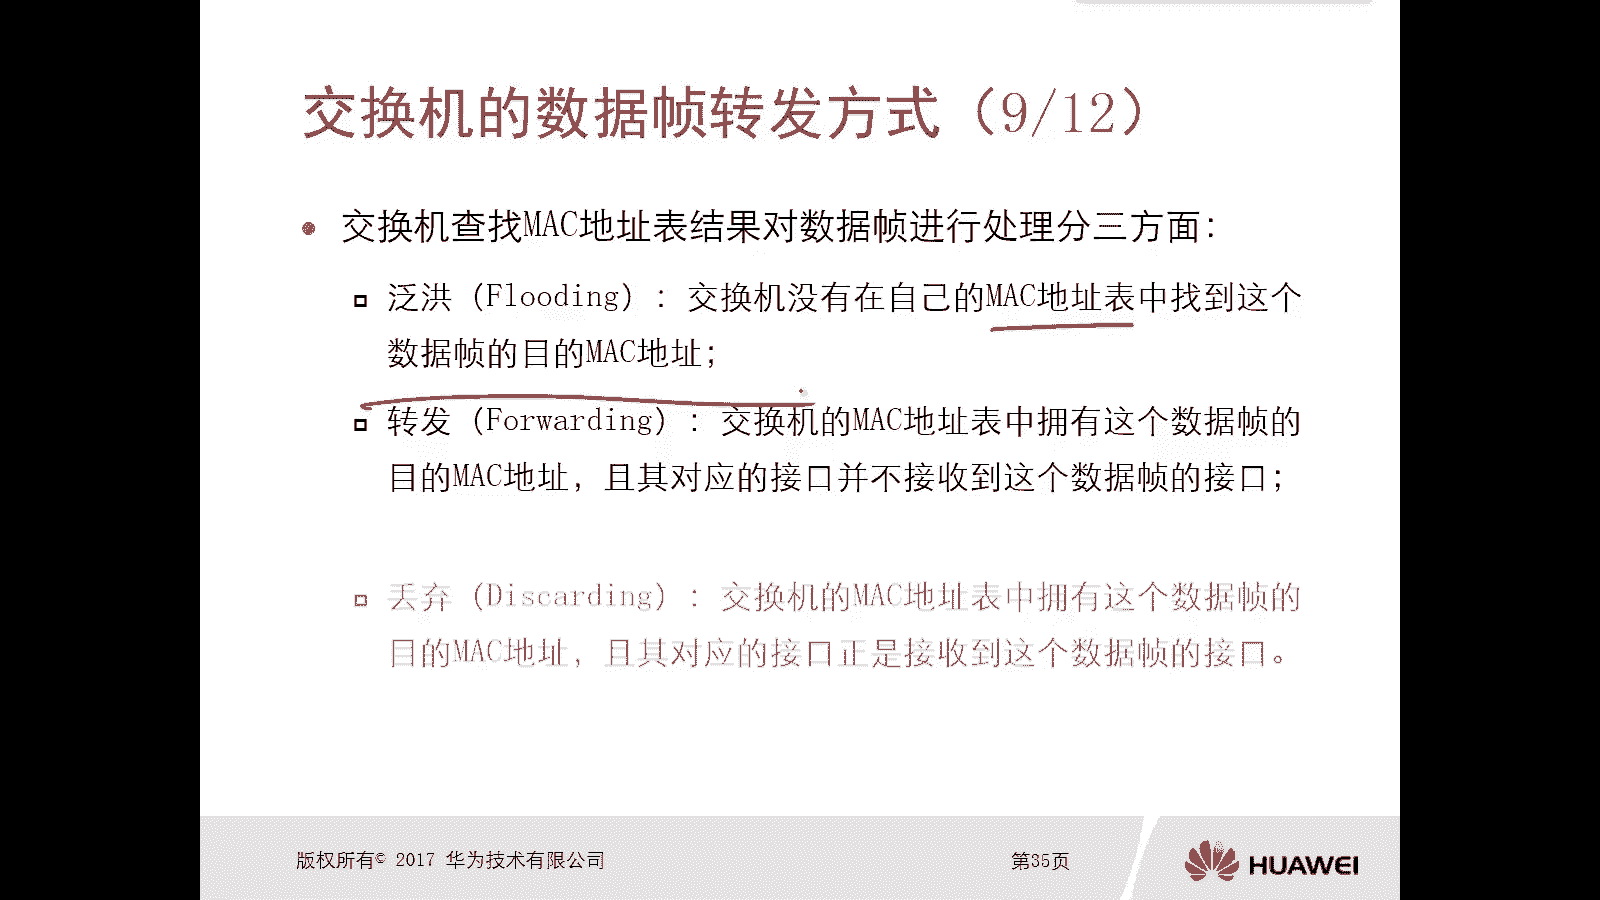 交换机的数据帧转发方式（9/12）
交换机查找MAC地址表结果对数据帧进行处理分三方面：
泛洪（Flooding）：交换机没有在自己的MAC地址表中找到这个
数据帧的目的MAC地址；
转发（Forwarding）：交换机的MAC地址表中拥有这个数据帧的
目的MAC地址，且其对应的接口并不接收到这个数据帧的接口；
丢弃（Discarding）：交换机的MAC地址表中拥有这个数据帧的
目的MAC地址，且其对应的接口正是接收到这个数据帧的接口。
版权所有© 2017 华为技术有限公司
第35页
HUAWEI